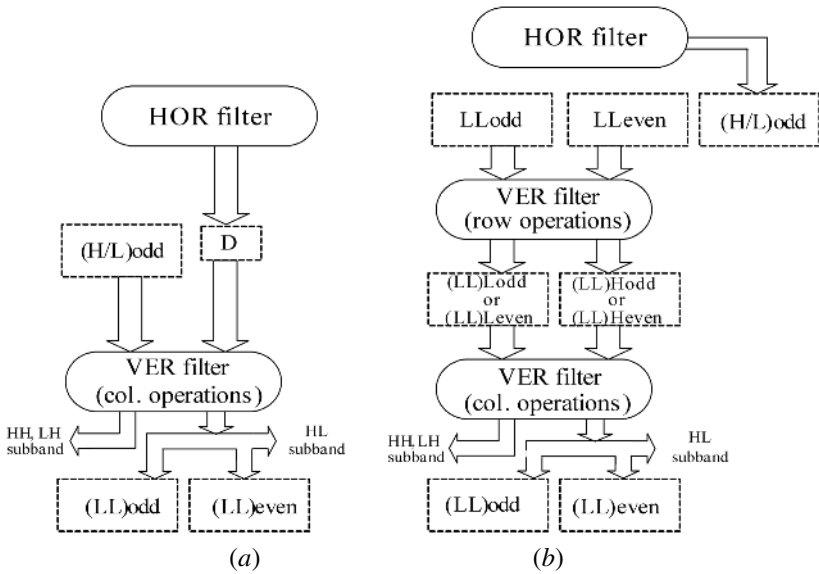 HOR filter
(H/L)odd
D
VER filter
(col. operations)
HH, LH
subband
HL
subband
(LL)odd
(LL)even
(a)
HOR filter
LLodd
LLeven
(H/L)odd
VER filter
(row operations)
(LL)Lodd
or
(LL)Leven
(LL)Hodd
or
(LL)Heven
VER filter
(col. operations)
HH, LH
subband
HL
subband
(LL)odd
(LL)even
(b)